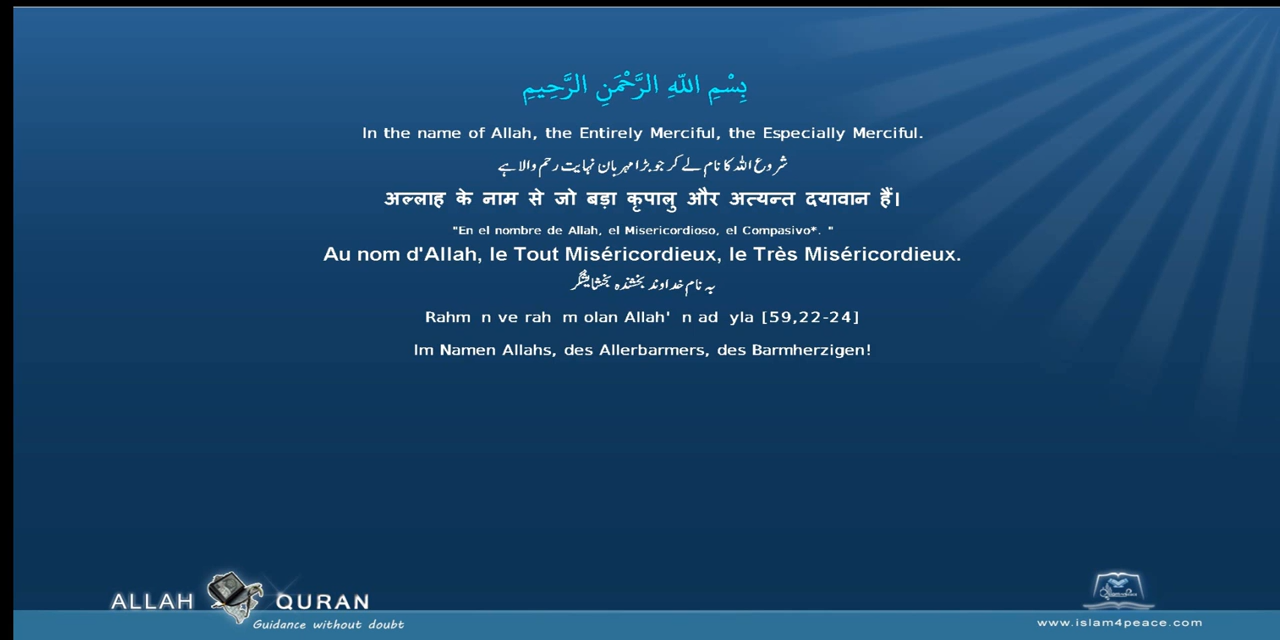 بِسْمِ اللَّهِ الرَّحْمَنِ الرَّحِيمِ
In the name of Allah, the Entirely Merciful, the Especially Merciful.
شروع اللہ کا نام لے کر جو بڑا مہربان نہایت رحم والا ہے
अल्लाह के नाम से जो बड़ा कृपालु और अत्यन्त दयावान हैं।
"En el nombre de Allah, el Misericordioso, el Compasivo*. "
Au nom d'Allah, le Tout Miséricordieux, le Très Miséricordieux.
به نام خداوند بخشنده بخشایشگر
Rahm n ve rah m olan Allah' n ad yla [59,22-24]
Im Namen Allahs, des Allerbarmers, des Barmherzigen!
ALLAH QURAN
Guidance without doubt
www.islam4peace.com